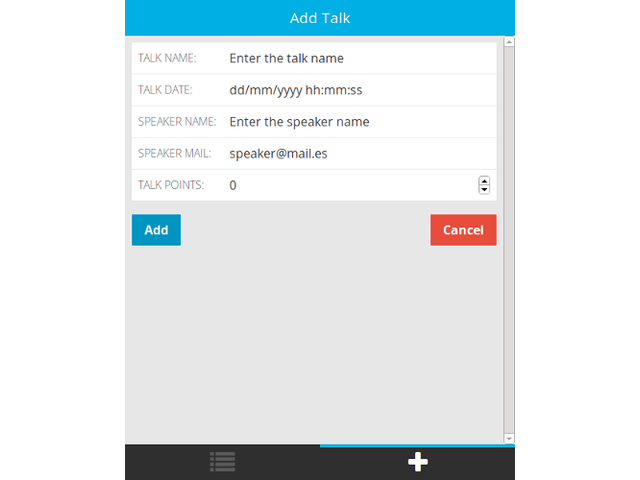 Add Talk
TALK NAME: Enter the talk name
TALK DATE: dd/mm/yyyy hh:mm:ss
SPEAKER NAME: Enter the speaker name
SPEAKER MAIL: speaker@mail.es
TALK POINTS: 0
Add Cancel